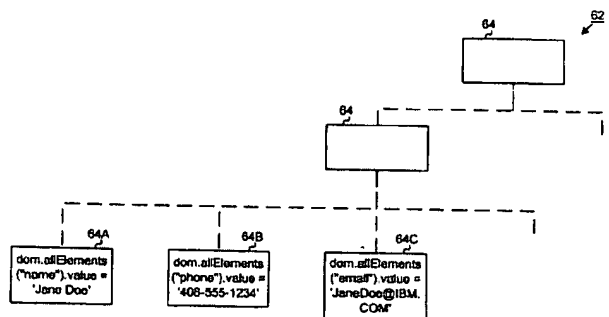 62
64
64
64A
64B
64C
dom.allElements
("name").value =
'Jane Doe'
dom.allElements
("phone").value =
'408-555-1234'
dom.allElements
("email").value =
'JaneDoe@IBM.
COM'